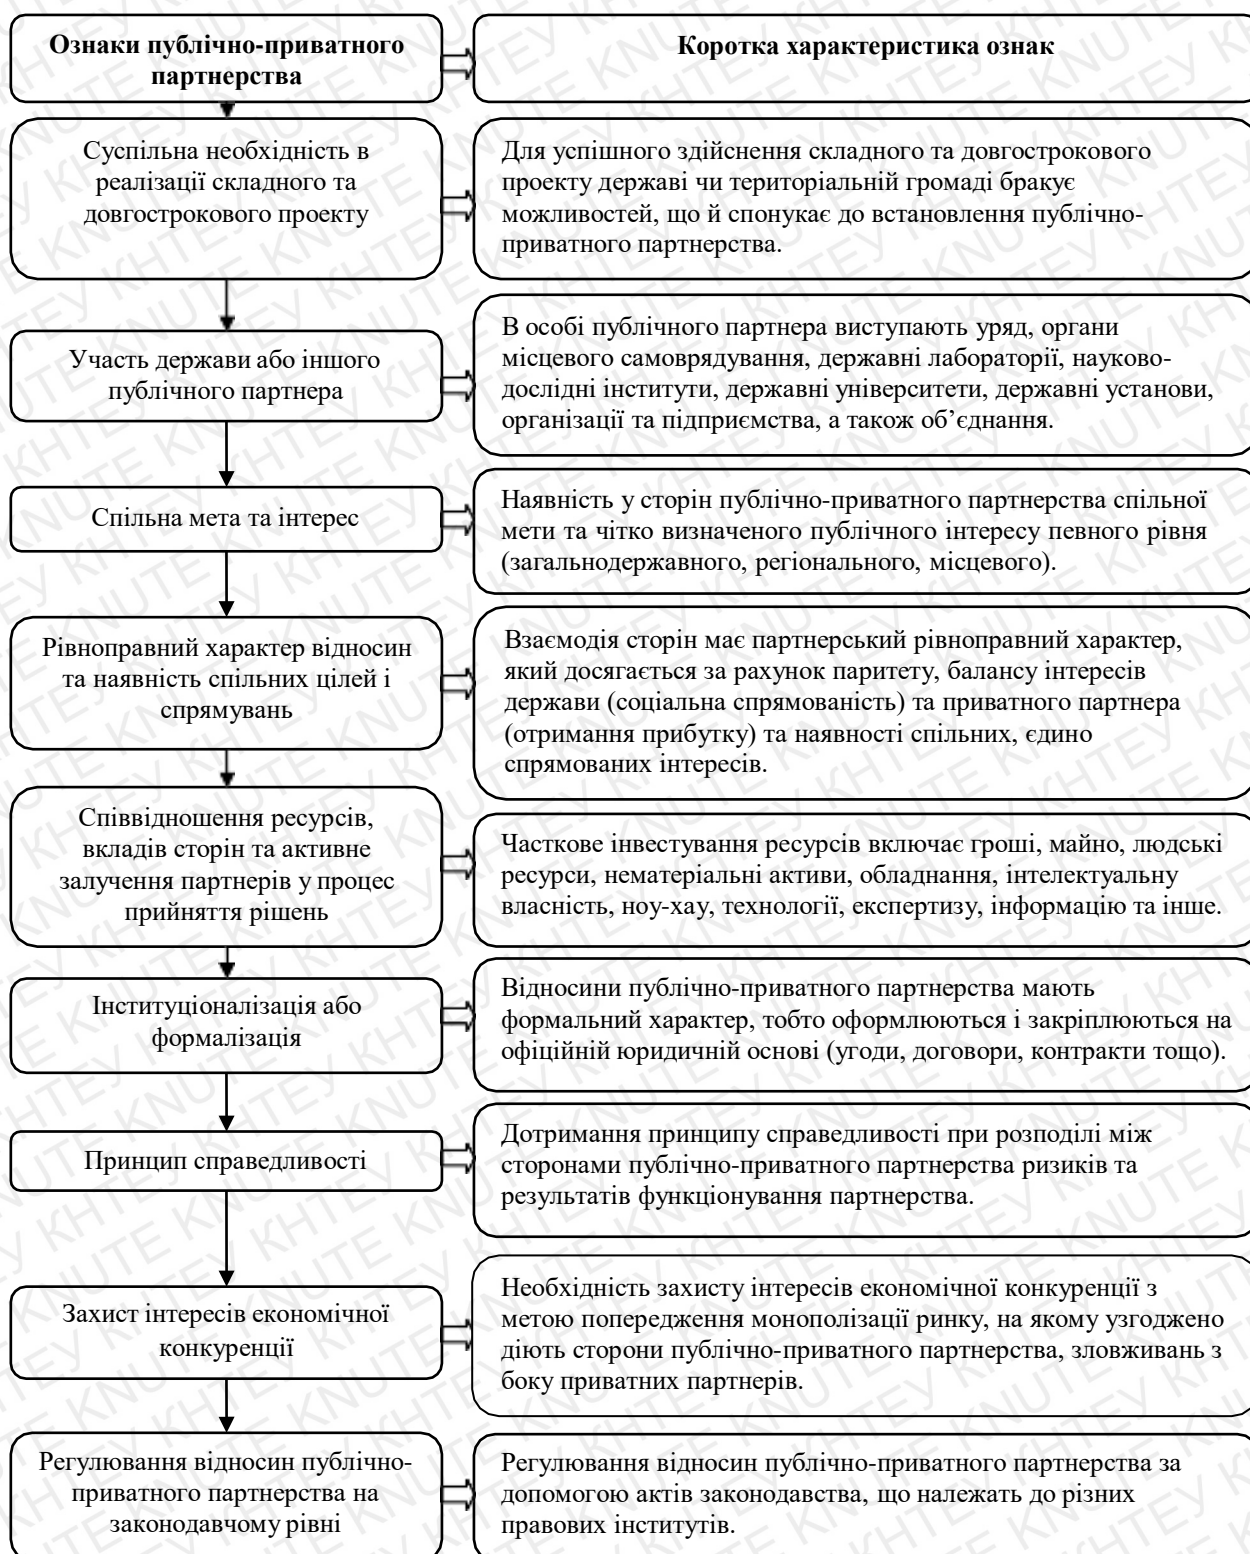 Ознаки публічно-приватного
партнерства
Коротка характеристика ознак
Суспільна необхідність в
реалізації складного та
довгострокового проекту
Для успішного здійснення складного та довгострокового
проекту державі чи територіальній громаді бракує
можливостей, що й спонукає до встановлення публічно-
приватного партнерства.
Участь держави або іншого
публічного партнера
В особі публічного партнера виступають уряд, органи
місцевого самоврядування, державні лабораторії, науково-
дослідні інститути, державні університети, державні установи,
організації та підприємства, а також об’єднання.
Спільна мета та інтерес
Наявність у сторін публічно-приватного партнерства спільної
мети та чітко визначеного публічного інтересу певного рівня
(загальнодержавного, регіонального, місцевого).
Рівноправний характер відносин
та наявність спільних цілей і
спрямувань
Взаємодія сторін має партнерський рівноправний характер,
який досягається за рахунок паритету, балансу інтересів
держави (соціальна спрямованість) та приватного партнера
(отримання прибутку) та наявності спільних, єдино
спрямованих інтересів.
Співвідношення ресурсів,
вкладів сторін та активне
залучення партнерів у процес
прийняття рішень
Часткове інвестування ресурсів включає гроші, майно, людські
ресурси, нематеріальні активи, обладнання, інтелектуальну
власність, ноу-хау, технології, експертизу, інформацію та інше.
Інституціоналізація або
формалізація
Відносини публічно-приватного партнерства мають
формальний характер, тобто оформлюються і закріплюються на
офіційній юридичній основі (угоди, договори, контракти тощо).
Принцип справедливості
Дотримання принципу справедливості при розподілі між
сторонами публічно-приватного партнерства ризиків та
результатів функціонування партнерства.
Захист інтересів економічної
конкуренції
Необхідність захисту інтересів економічної конкуренції з
метою попередження монополізації ринку, на якому узгоджено
діють сторони публічно-приватного партнерства, зловживань з
боку приватних партнерів.
Регулювання відносин публічно-
приватного партнерства на
законодавчому рівні
Регулювання відносин публічно-приватного партнерства за
допомогою актів законодавства, що належать до різних
правових інститутів.